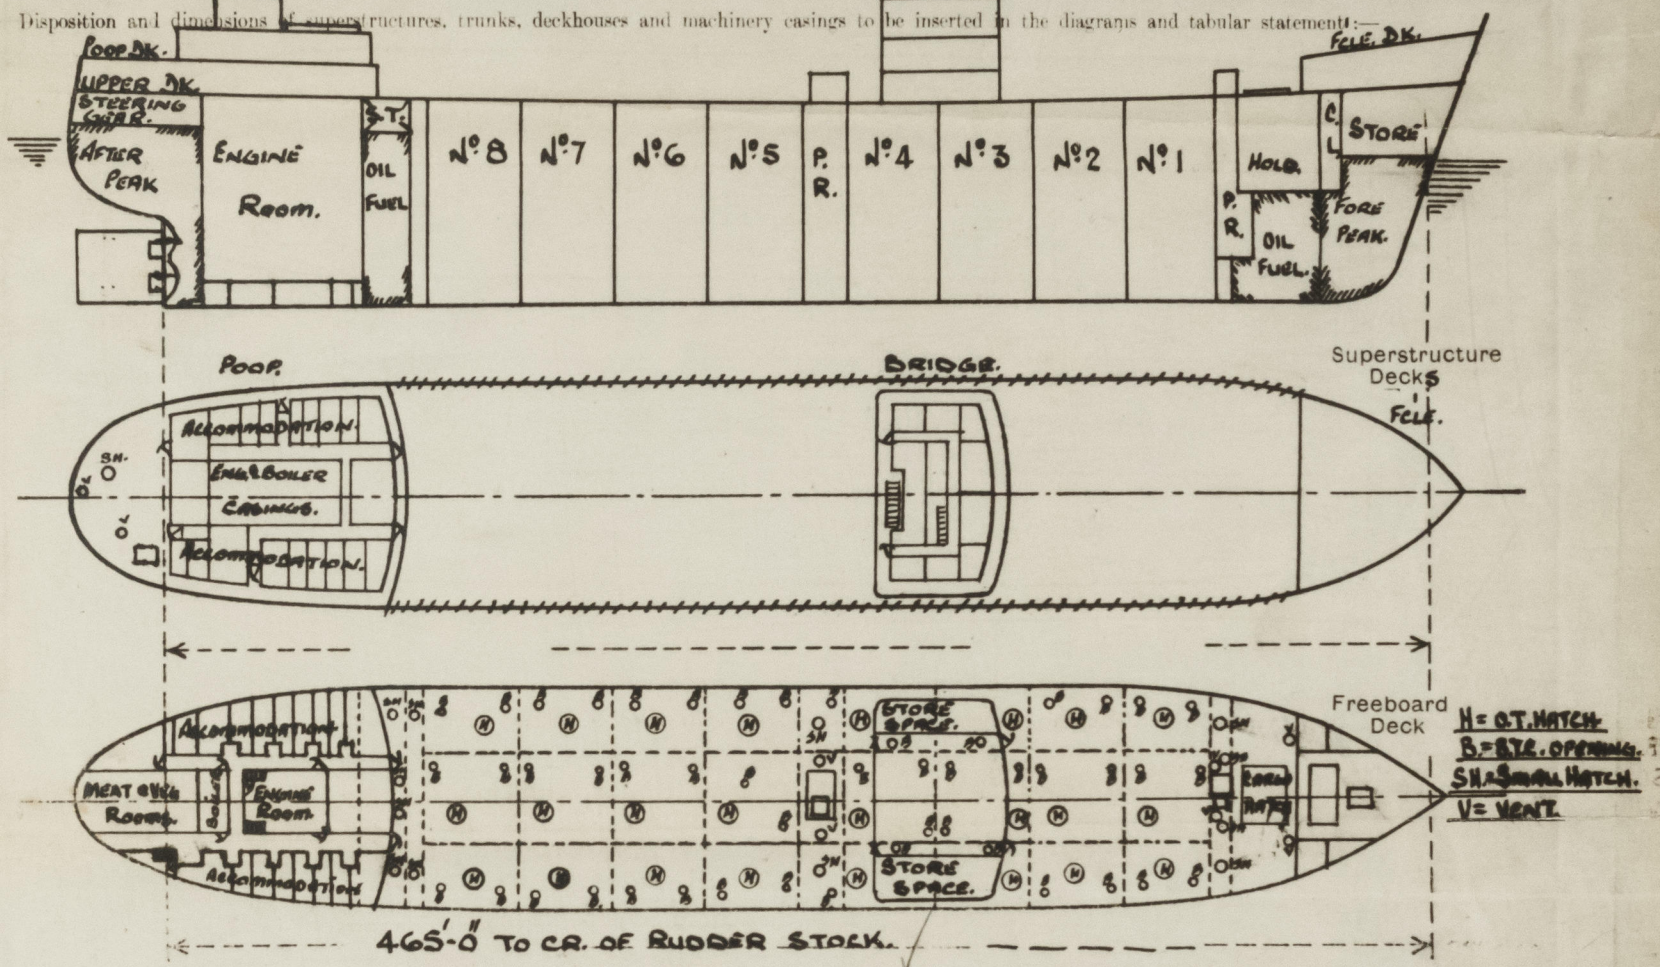 Disposition and dimensions of superstructures, trunks, deckhouses and machinery casings to be inserted in the diagrams and tabular statement:—
POOP DK.
FCLE. DK.
UPPER DK.
STEERING
GEAR.
AFTER
PEAK
ENGINE
ROOM.
S.T.
OIL
FUEL
No. 8
No. 7
No. 6
No. 5
P.
R.
No. 4
No. 3
No. 2
No. 1
P.
R.
HOLD.
OIL
FUEL.
C.
L.
STORE
FORE
PEAK.
POOP.
BRIDGE.
Superstructure
Decks
FCLE.
ACCOMMODATION.
SH.
V
ENG. & BOILER
CASINGS.
V
ACCOMMODATION.
Freeboard
Deck
H = O.T. HATCH.
B. = B.T.R. OPENING.
SH. = SMALL HATCH.
V = VENT.
ACCOMMODATION
MEAT & VEG
ROOMS.
BOILER
ENGINE
ROOM.
ACCOMMODATION
STORE
SPACE.
STORE
SPACE.
CARGO
HATCH
465'-0" TO CR. OF RUDDER STOCK.